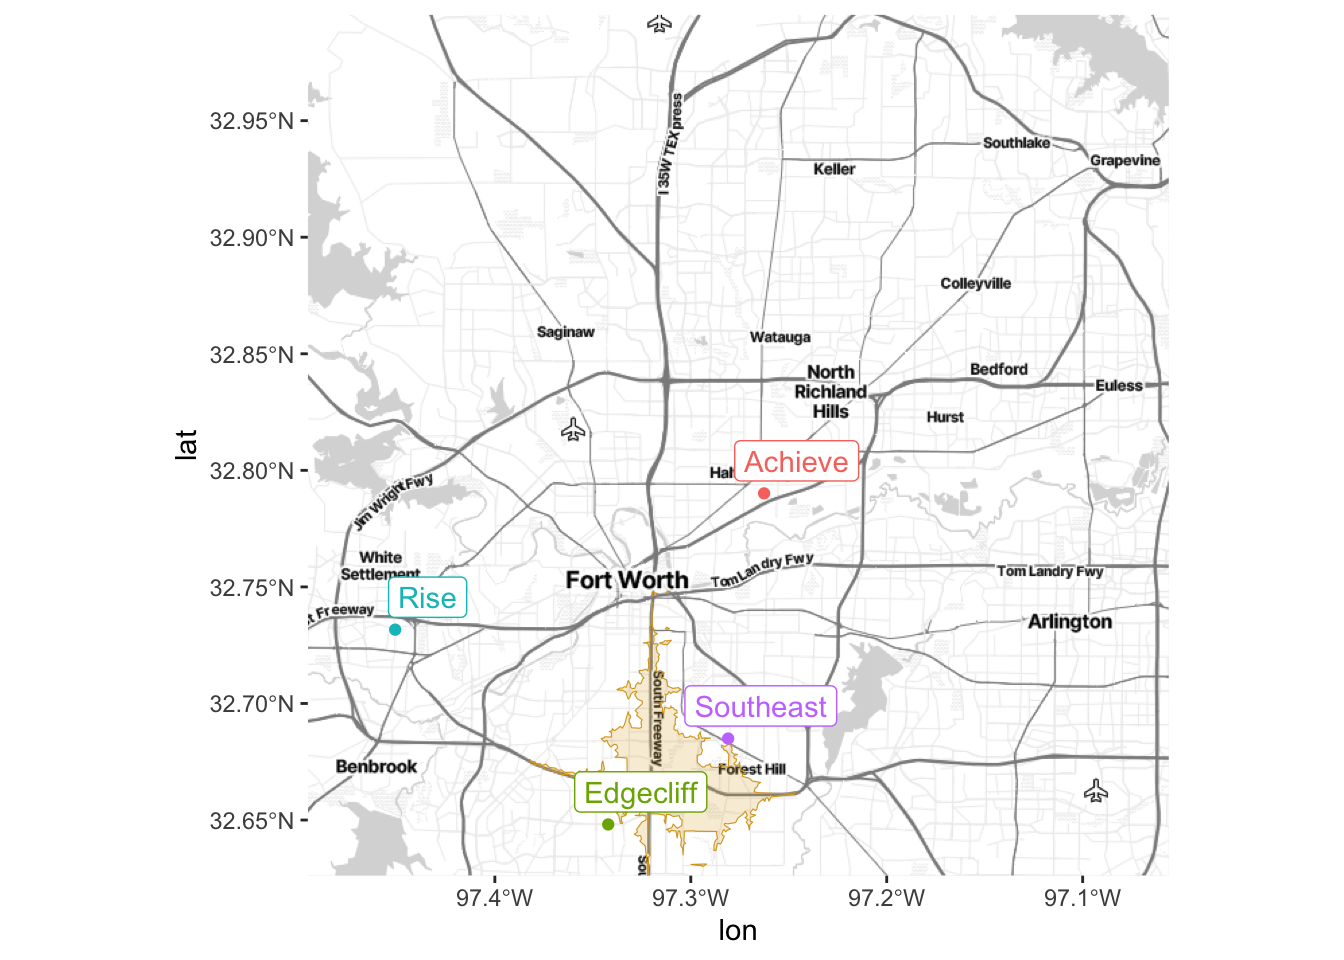 32.95°N
32.90°N
32.85°N
32.80°N
32.75°N
32.70°N
32.65°N
lat
I 35W TEXpress
Southlake
Grapevine
Keller
Colleyville
Saginaw
Watauga
North
Richland
Hills
Bedford
Euless
Hurst
Achieve
Jim Wright Fwy
White
Settlement
Fort Worth
Tom Landry Fwy
Tom Landry Fwy
Rise
t Freeway
Arlington
South Freeway
Southeast
Benbrook
Forest Hill
Edgecliff
97.4°W
97.3°W
97.2°W
97.1°W
lon